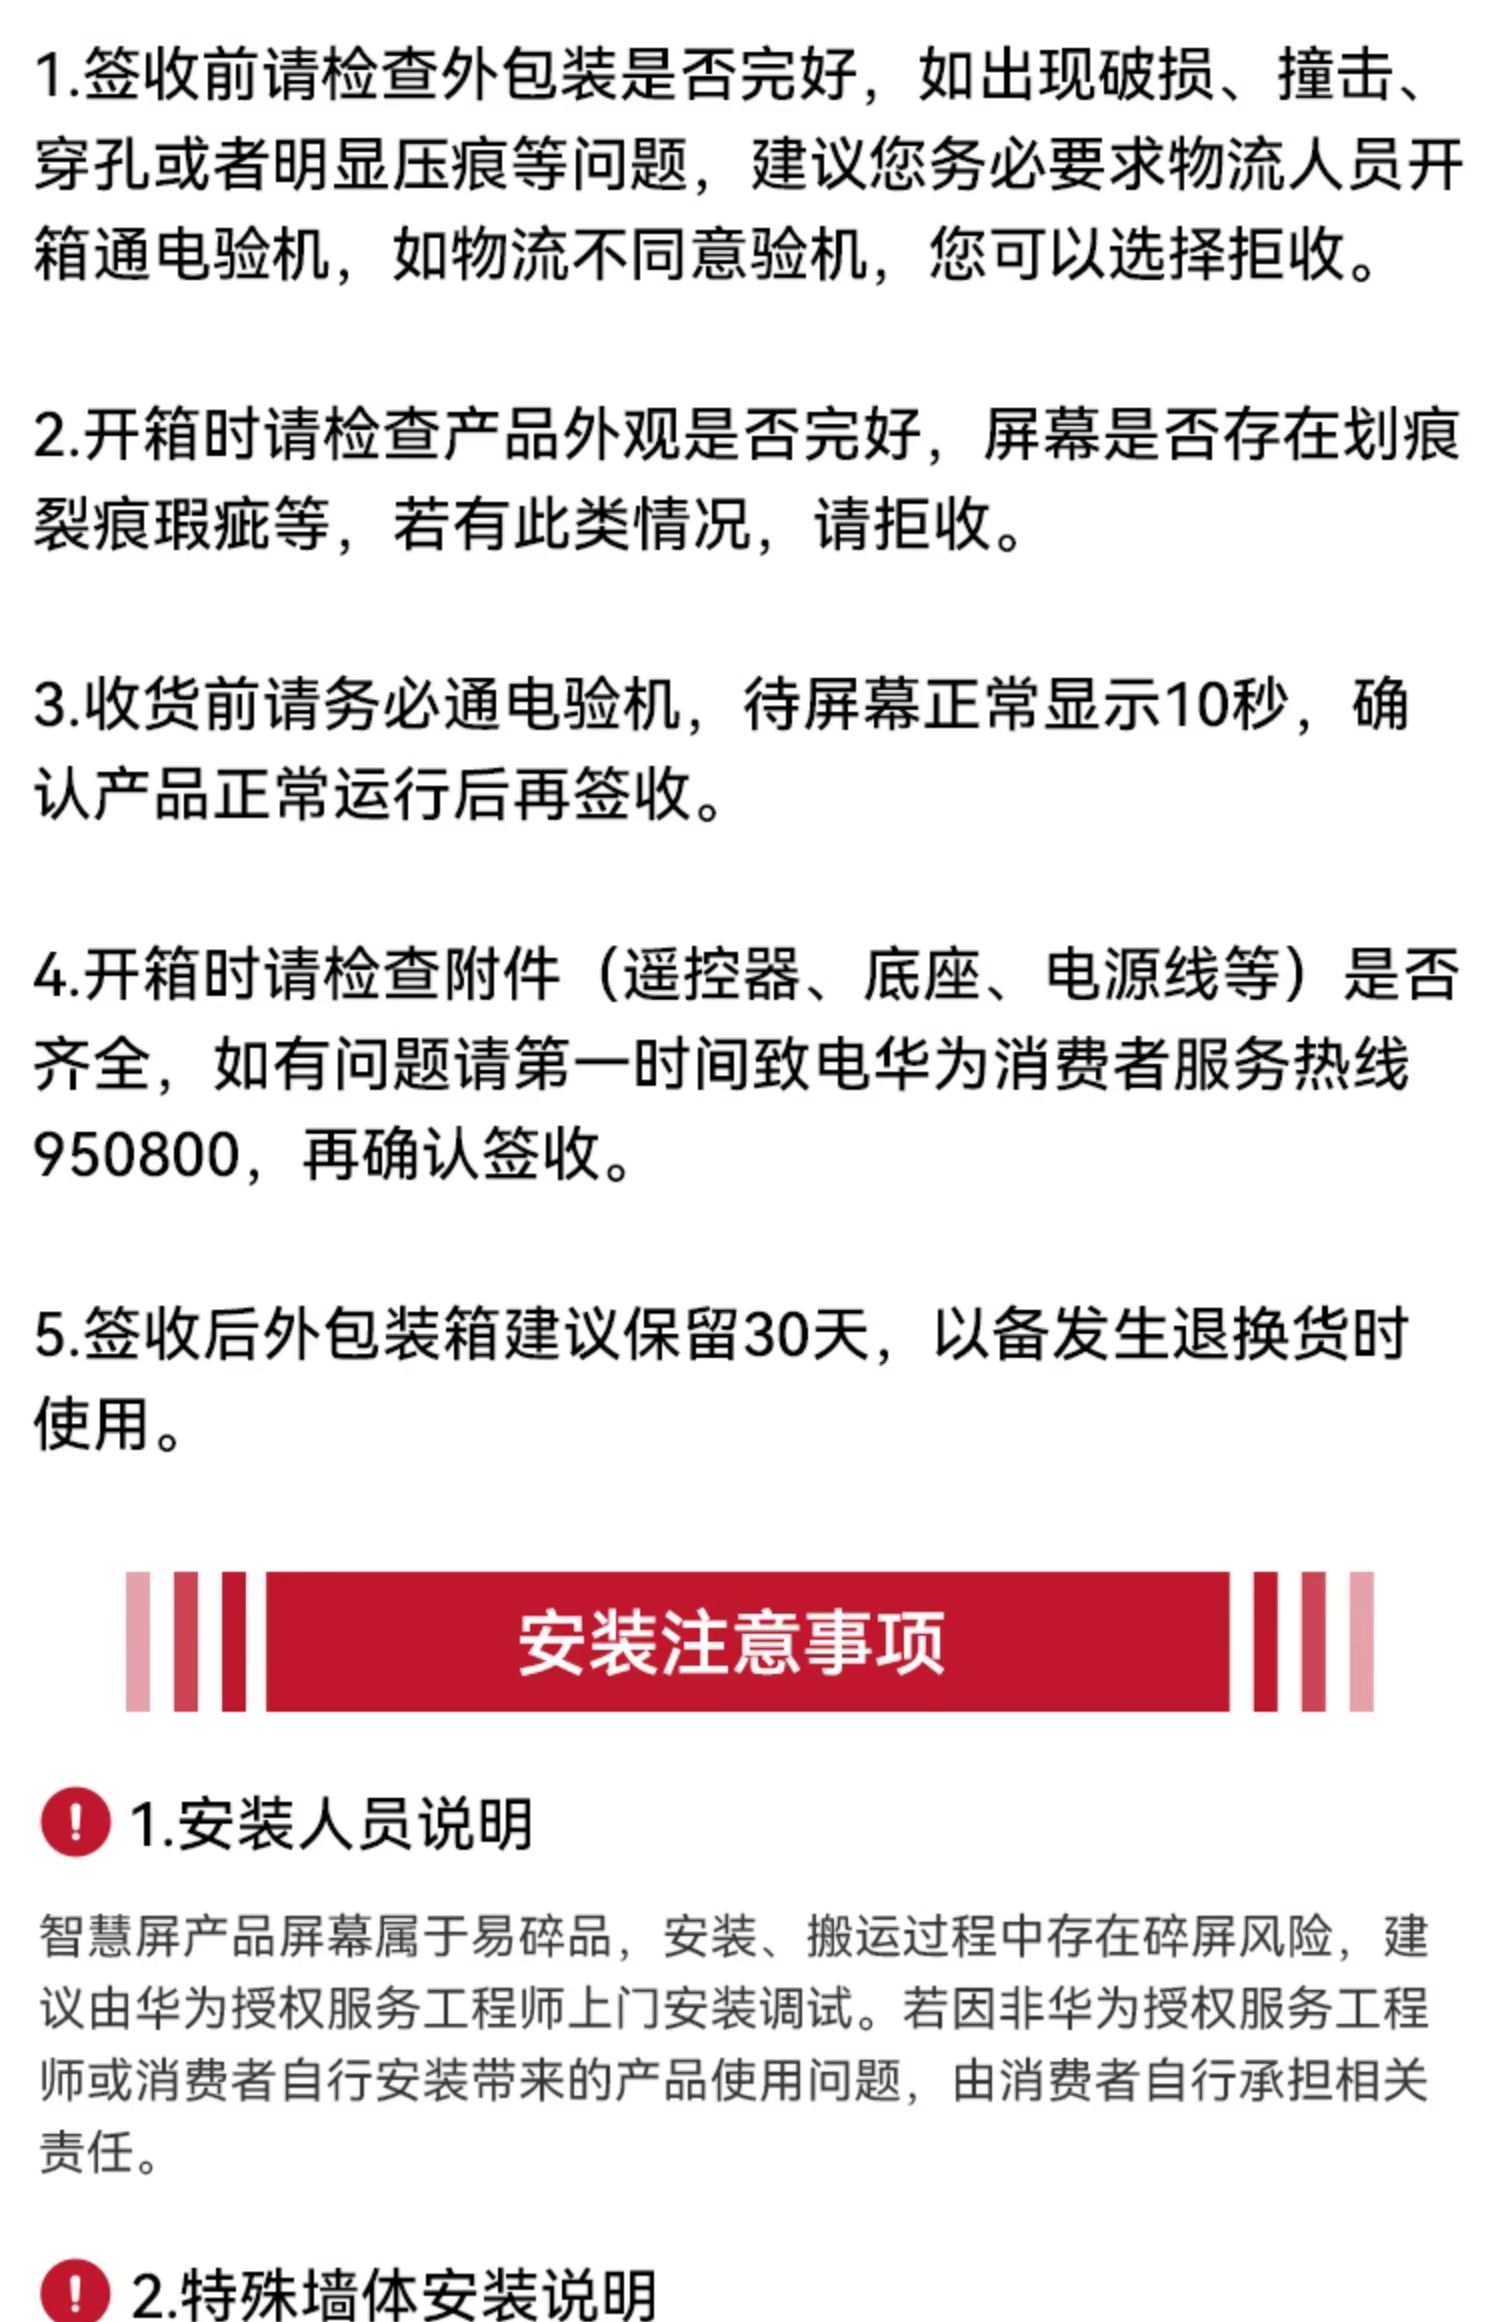 1.签收前请检查外包装是否完好，如出现破损、撞击、
穿孔或者明显压痕等问题，建议您务必要求物流人员开
箱通电验机，如物流不同意验机，您可以选择拒收。
2.开箱时请检查产品外观是否完好，屏幕是否存在划痕
裂痕瑕疵等，若有此类情况，请拒收。
3.收货前请务必通电验机，待屏幕正常显示10秒，确
认产品正常运行后再签收。
4.开箱时请检查附件（遥控器、底座、电源线等）是否
齐全，如有问题请第一时间致电华为消费者服务热线
950800，再确认签收。
5.签收后外包装箱建议保留30天，以备发生退换货时
使用。
安装注意事项
1.安装人员说明
智慧屏产品屏幕属于易碎品，安装、搬运过程中存在碎屏风险，建
议由华为授权服务工程师上门安装调试。若因非华为授权服务工程
师或消费者自行安装带来的产品使用问题，由消费者自行承担相关
责任。
2.特殊墙体安装说明